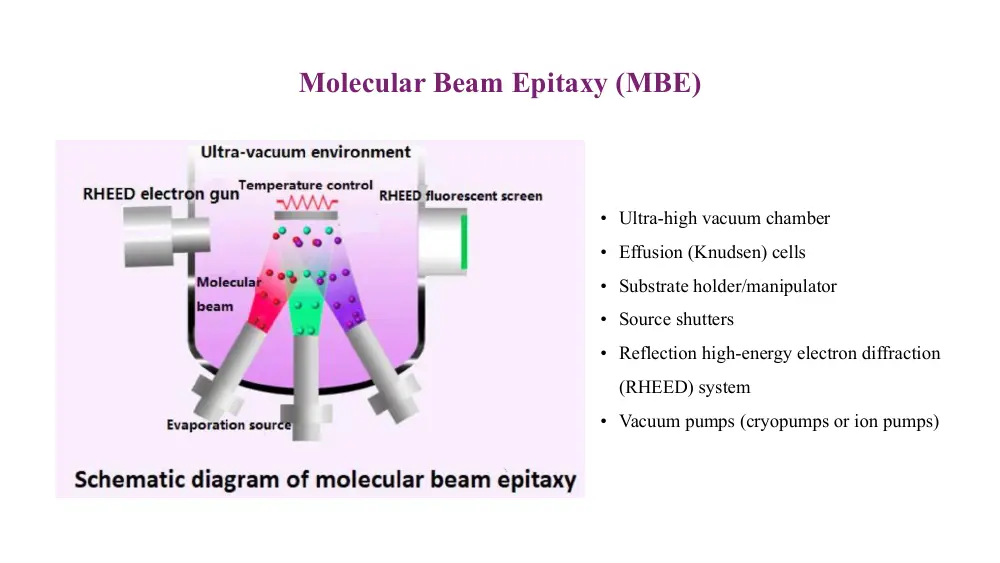 Molecular Beam Epitaxy (MBE)
Ultra-vacuum environment
RHEED electron gun
Temperature control
RHEED fluorescent screen
Molecular
beam
Evaporation source
Schematic diagram of molecular beam epitaxy
• Ultra-high vacuum chamber
• Effusion (Knudsen) cells
• Substrate holder/manipulator
• Source shutters
• Reflection high-energy electron diffraction
(RHEED) system
• Vacuum pumps (cryopumps or ion pumps)